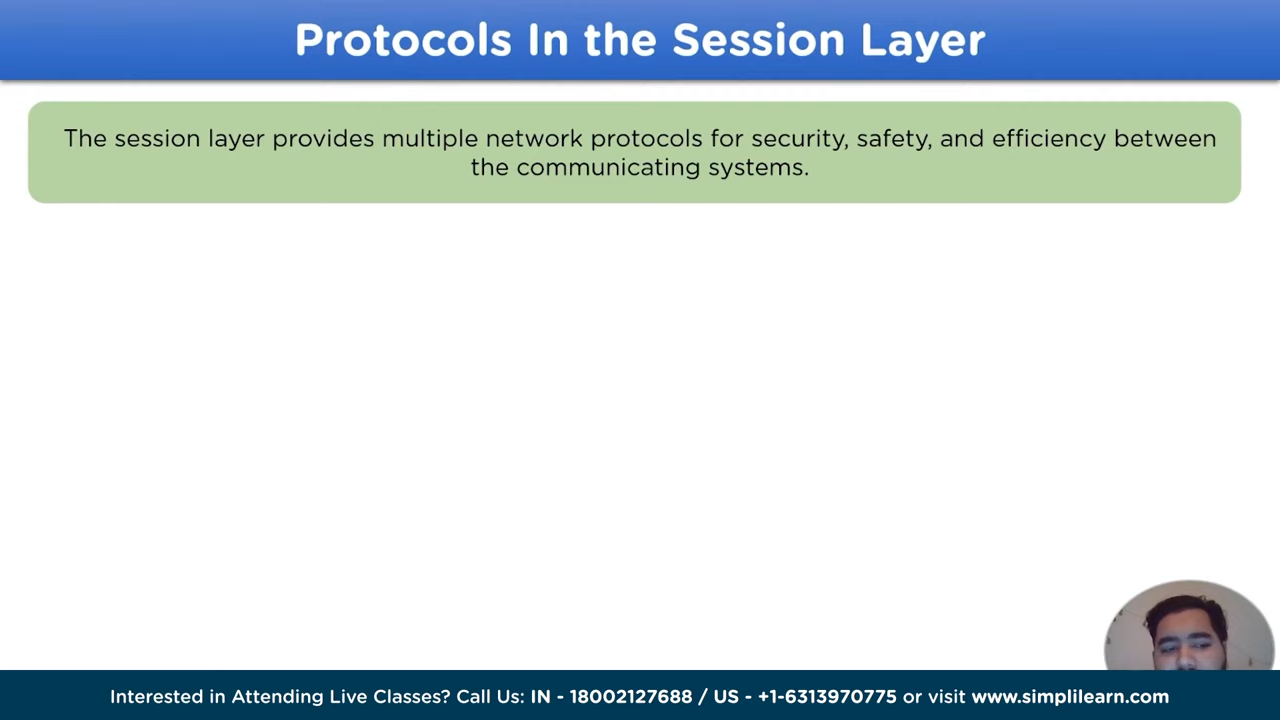 Protocols In the Session Layer
The session layer provides multiple network protocols for security, safety, and efficiency between
the communicating systems.
Interested in Attending Live Classes? Call Us: IN - 18002127688 / US - +1-6313970775 or visit www.simplilearn.com